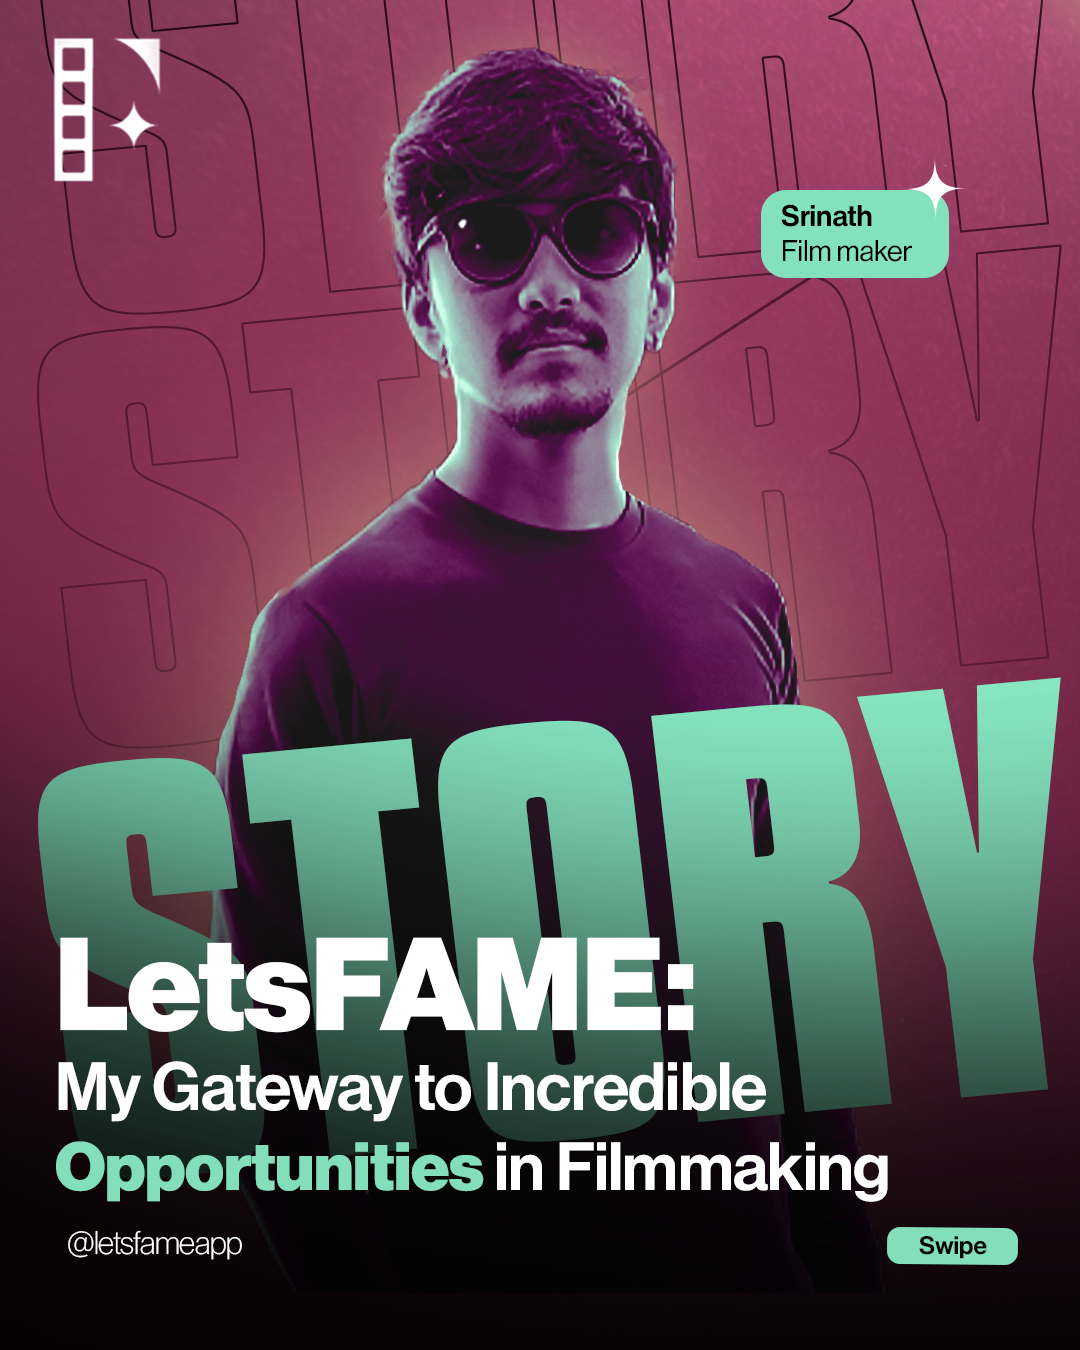 STORY
STORY
Srinath
Film maker
STORY
LetsFAME:
My Gateway to Incredible
Opportunities in Filmmaking
@letsfameapp
Swipe